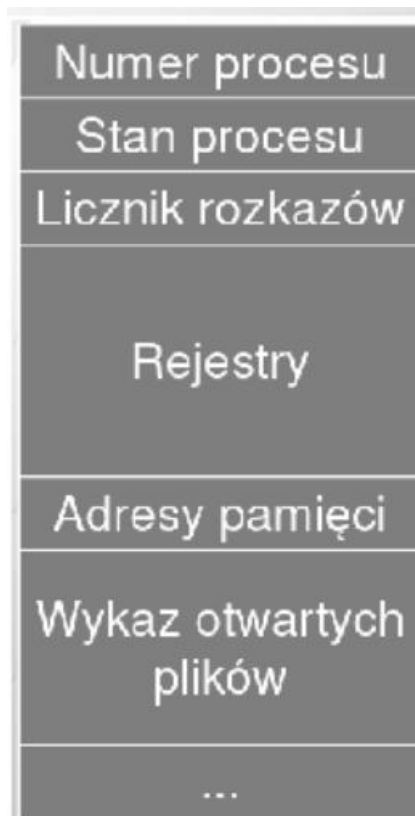 Numer procesu
Stan procesu
Licznik rozkazów
Rejestry
Adresy pamięci
Wykaz otwartych
plików
...